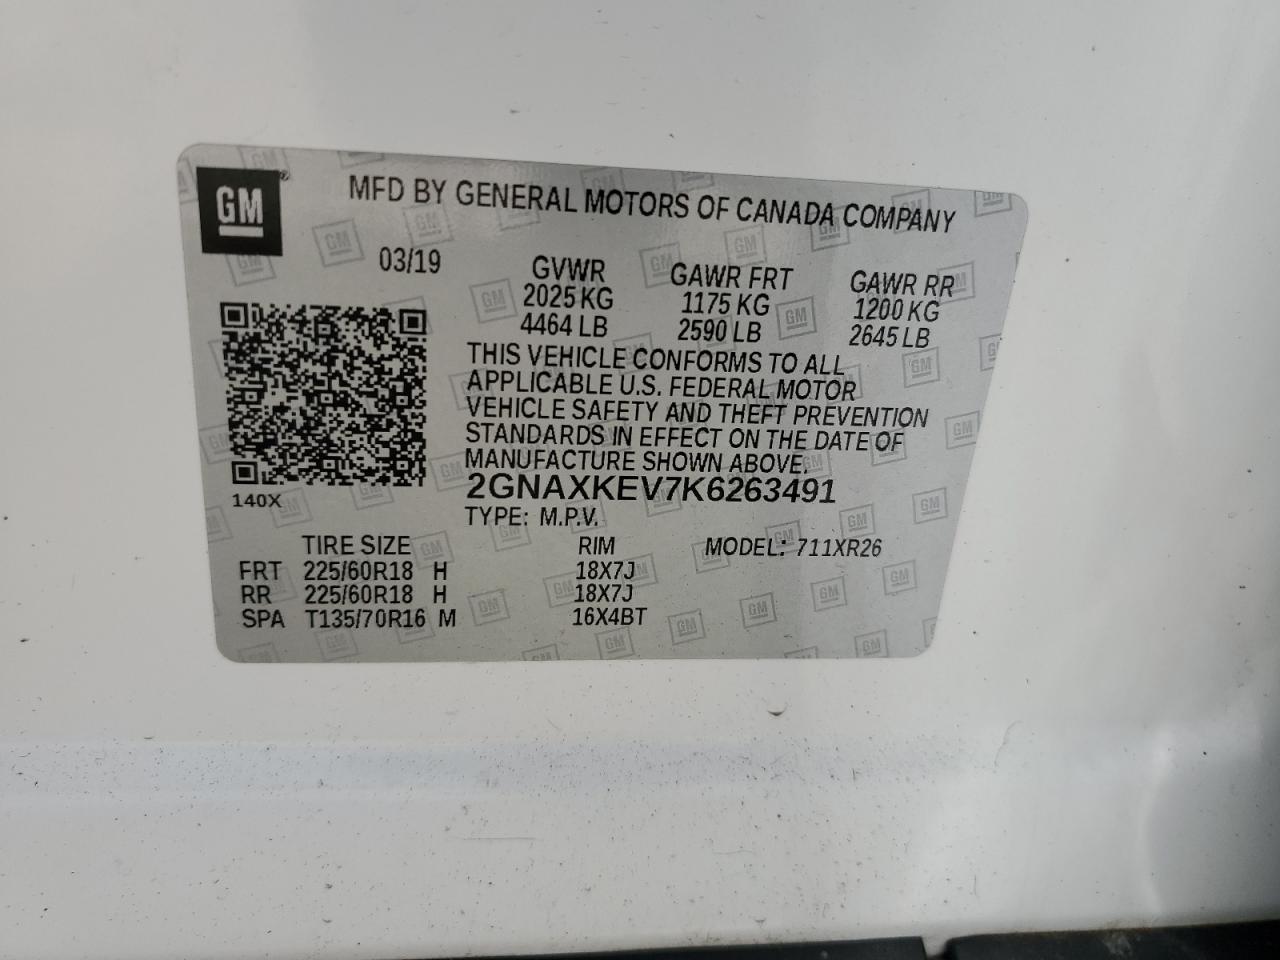 GM
MFD BY GENERAL MOTORS OF CANADA COMPANY
03/19
GVWR GAWR FRT GAWR RR
2025 KG 1175 KG 1200 KG
4464 LB 2590 LB 2645 LB
THIS VEHICLE CONFORMS TO ALL
APPLICABLE U.S. FEDERAL MOTOR
VEHICLE SAFETY AND THEFT PREVENTION
STANDARDS IN EFFECT ON THE DATE OF
MANUFACTURE SHOWN ABOVE.
2GNAXKEV7K6263491
140X
TYPE: M.P.V.
TIRE SIZE RIM MODEL: 711XR26
FRT 225/60R18 H 18X7J
RR 225/60R18 H 18X7J
SPA T135/70R16 M 16X4BT